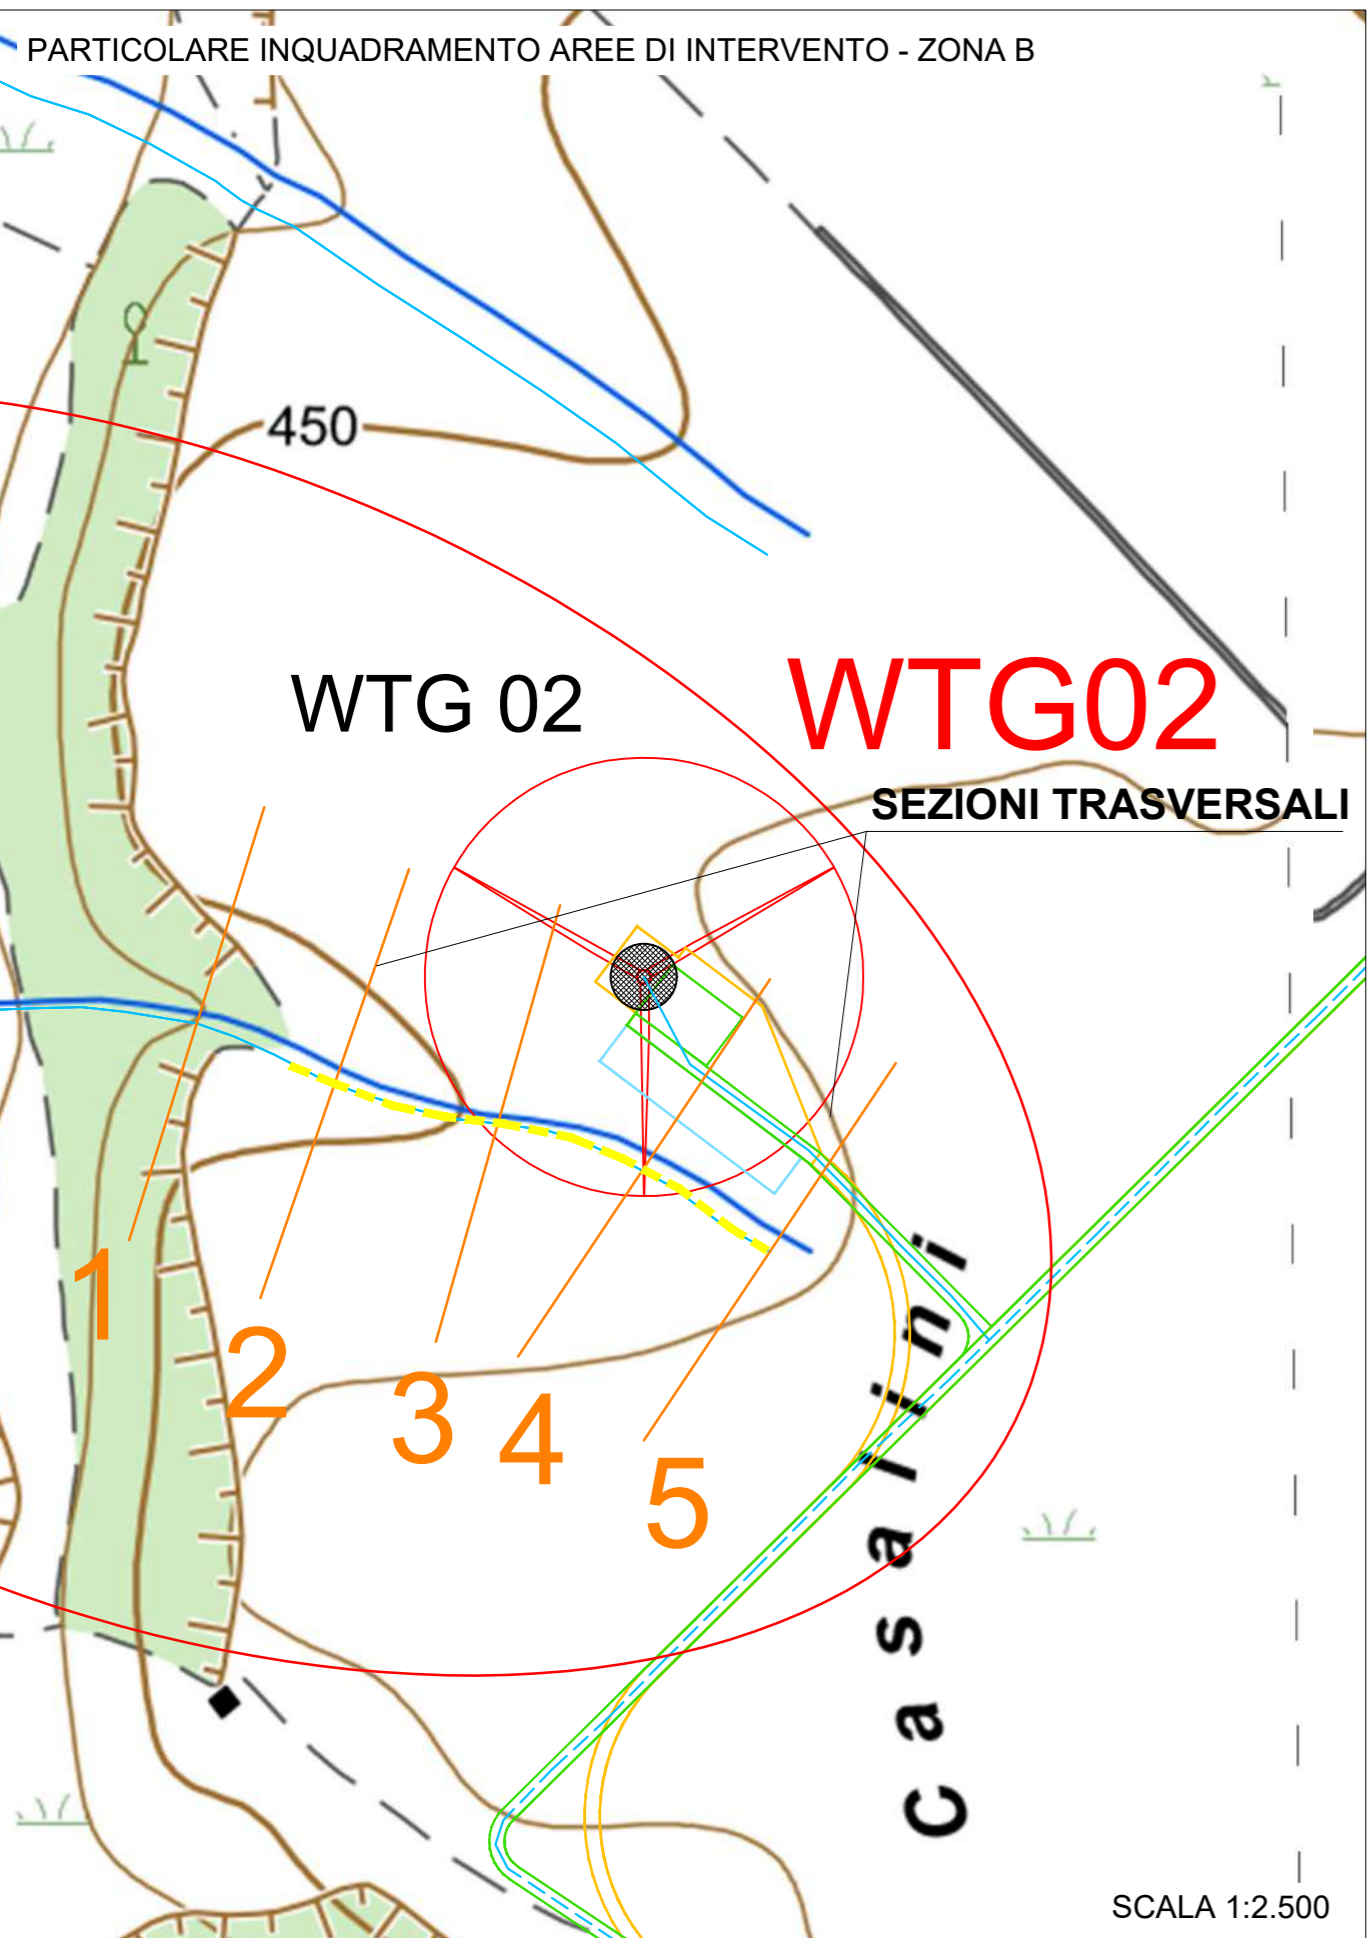 PARTICOLARE INQUADRAMENTO AREE DI INTERVENTO - ZONA B
450
WTG 02
WTG02
SEZIONI TRASVERSALI
1
2
3
4
5
Casalini
SCALA 1:2.500